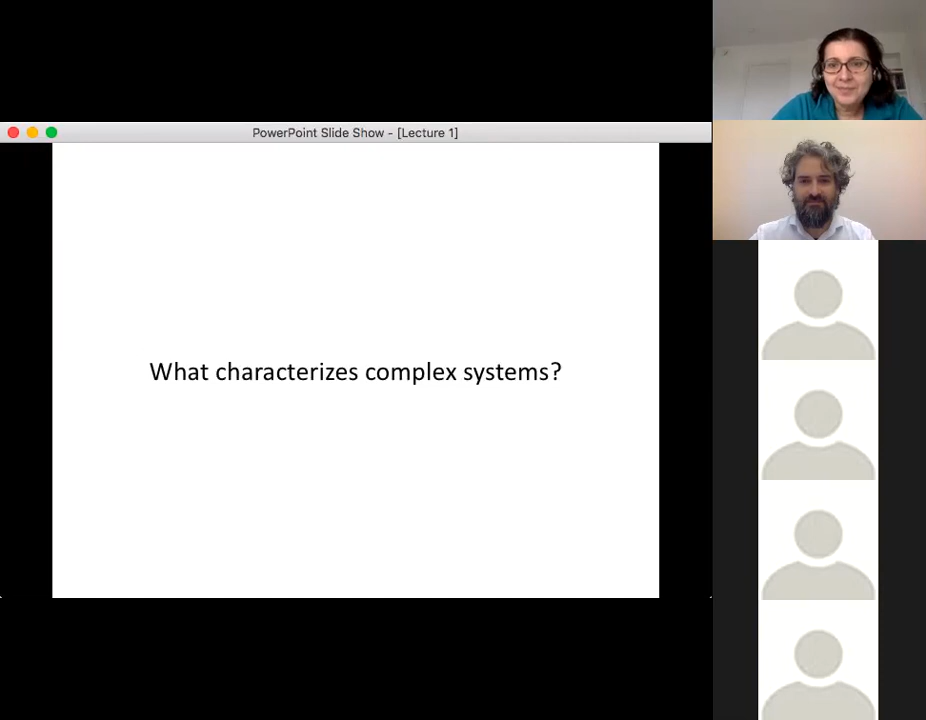 PowerPoint Slide Show - [Lecture 1]
What characterizes complex systems?